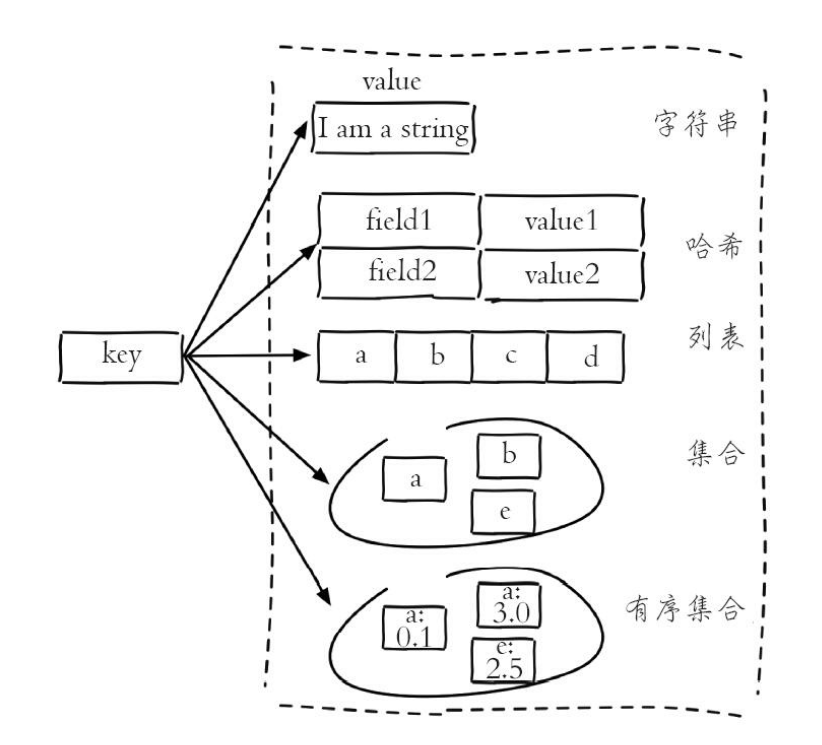 value
I am a string 字符串
field1 value1
哈希
field2 value2
列表
key a b c d
集合
b
a
e
有序集合
a:
3.0
a:
0.1
e:
2.5